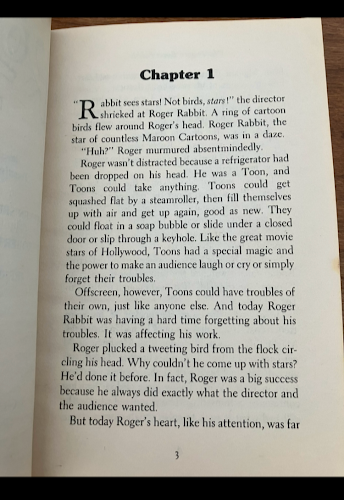 Chapter 1
"Rabbit sees stars! Not birds, stars!" the director
shrieked at Roger Rabbit. A ring of cartoon
birds flew around Roger's head. Roger Rabbit, the
star of countless Maroon Cartoons, was in a daze.
"Huh?" Roger murmured absentmindedly.
Roger wasn't distracted because a refrigerator had
been dropped on his head. He was a Toon, and
Toons could take anything. Toons could get
squashed flat by a steamroller, then fill themselves
up with air and get up again, good as new. They
could float in a soap bubble or slide under a closed
door or slip through a keyhole. Like the great movie
stars of Hollywood, Toons had a special magic and
the power to make an audience laugh or cry or simply
forget their troubles.
Offscreen, however, Toons could have troubles of
their own, just like anyone else. And today Roger
Rabbit was having a hard time forgetting about his
troubles. It was affecting his work.
Roger plucked a tweeting bird from the flock cir-
cling his head. Why couldn't he come up with stars?
He'd done it before. In fact, Roger was a big success
because he always did exactly what the director and
the audience wanted.
But today Roger's heart, like his attention, was far
3